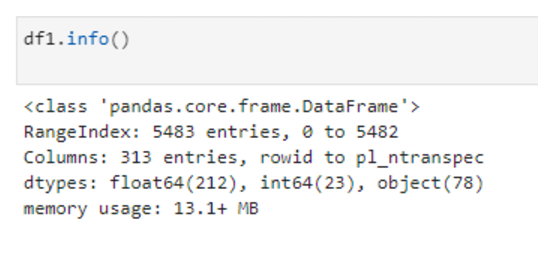 df1.info()
<class 'pandas.core.frame.DataFrame'>
RangeIndex: 5483 entries, 0 to 5482
Columns: 313 entries, rowid to pl_ntranspec
dtypes: float64(212), int64(23), object(78)
memory usage: 13.1+ MB